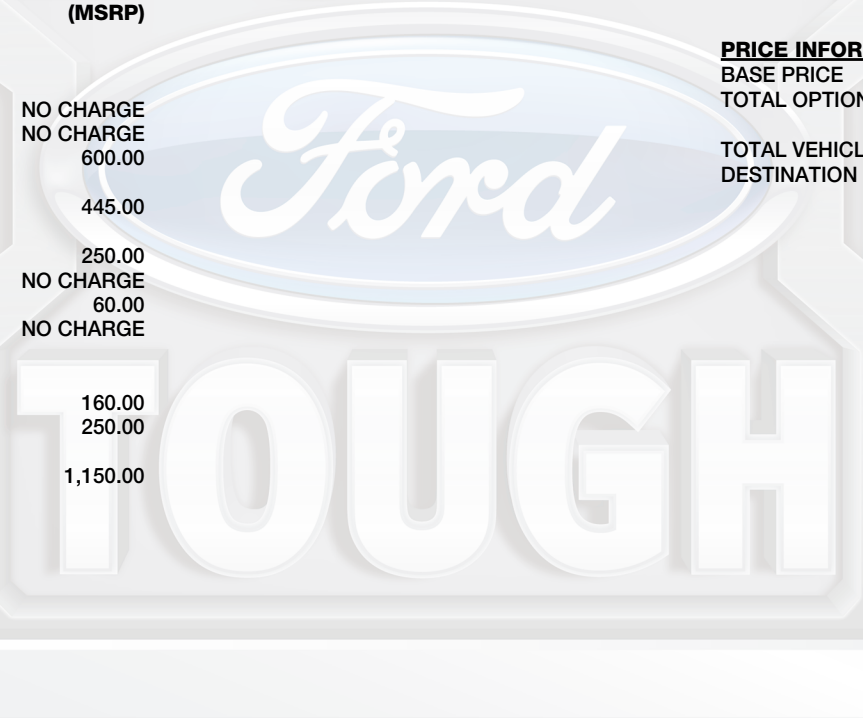 (MSRP)
NO CHARGE
NO CHARGE
600.00
445.00
250.00
NO CHARGE
60.00
NO CHARGE
160.00
250.00
1,150.00
PRICE INFOR
BASE PRICE
TOTAL OPTION
TOTAL VEHICL
DESTINATION
Ford
TOUGH